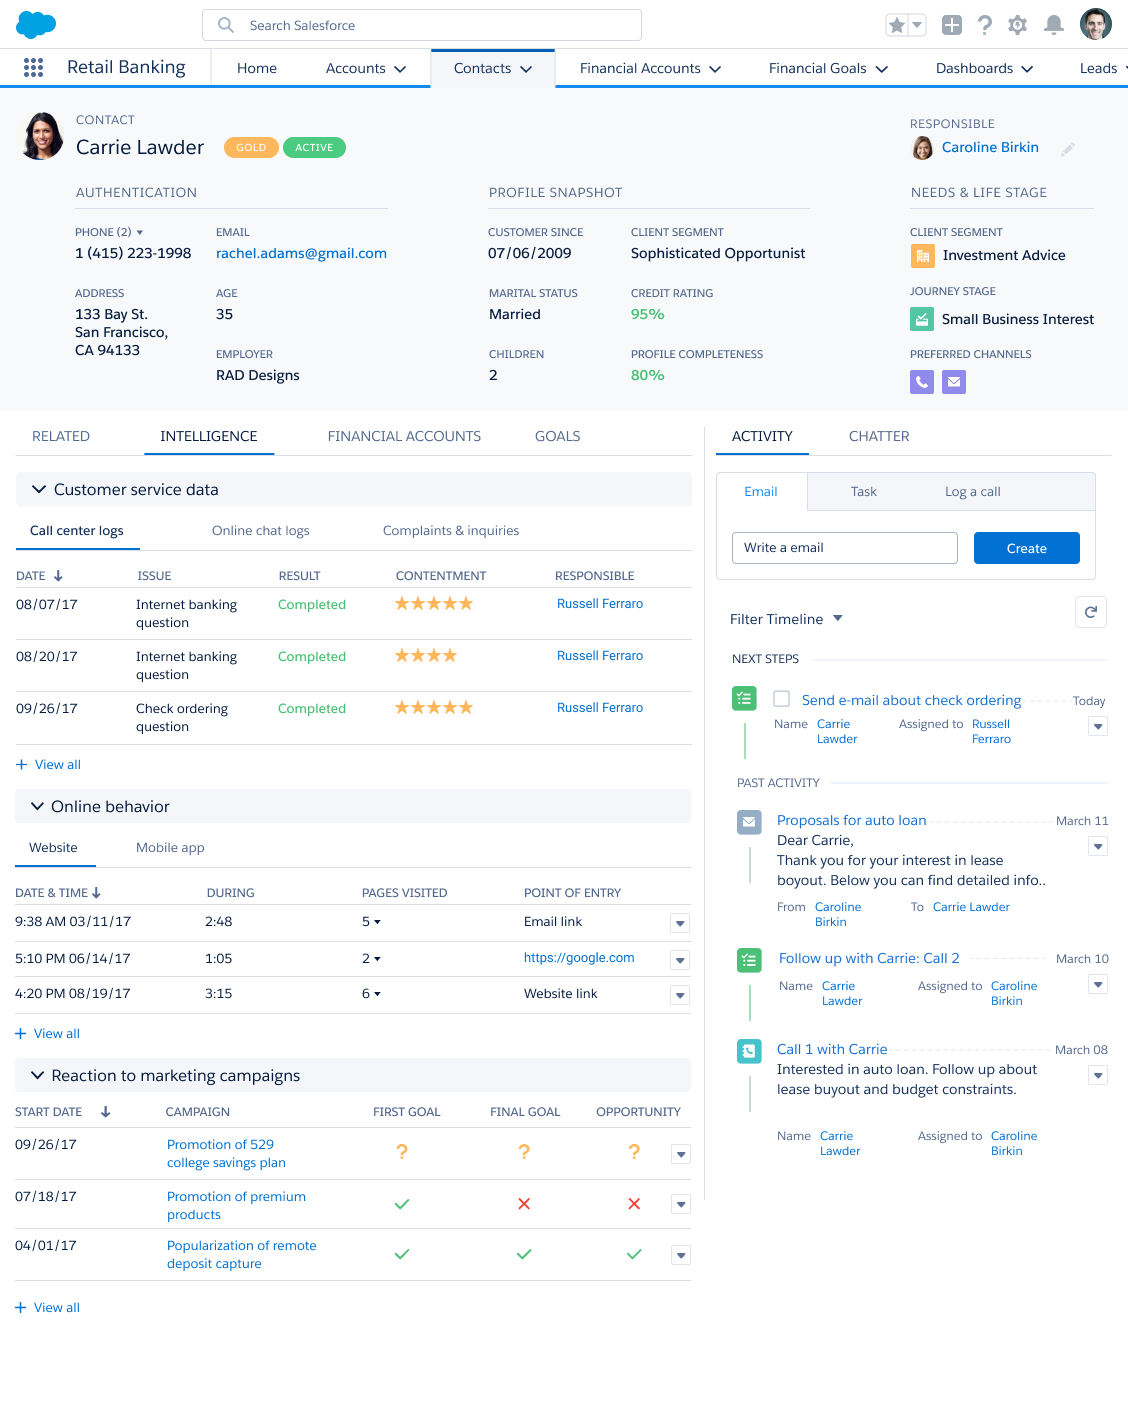 Search Salesforce
Retail Banking
Home
Accounts
Contacts
Financial Accounts
Financial Goals
Dashboards
Leads
CONTACT
Carrie Lawder
GOLD
ACTIVE
RESPONSIBLE
Caroline Birkin
AUTHENTICATION
PHONE (2)
1 (415) 223-1998
EMAIL
rachel.adams@gmail.com
ADDRESS
133 Bay St.
San Francisco,
CA 94133
AGE
35
EMPLOYER
RAD Designs
PROFILE SNAPSHOT
CUSTOMER SINCE
07/06/2009
CLIENT SEGMENT
Sophisticated Opportunist
MARITAL STATUS
Married
CREDIT RATING
95%
CHILDREN
2
PROFILE COMPLETENESS
80%
NEEDS & LIFE STAGE
CLIENT SEGMENT
Investment Advice
JOURNEY STAGE
Small Business Interest
PREFERRED CHANNELS
RELATED
INTELLIGENCE
FINANCIAL ACCOUNTS
GOALS
Customer service data
Call center logs
Online chat logs
Complaints & inquiries
DATE ISSUE RESULT CONTENTMENT RESPONSIBLE
08/07/17 Internet banking Completed Russell Ferraro
question
08/20/17 Internet banking Completed Russell Ferraro
question
09/26/17 Check ordering Completed Russell Ferraro
question
+ View all
Online behavior
Website
Mobile app
DATE & TIME DURING PAGES VISITED POINT OF ENTRY
9:38 AM 03/11/17 2:48 5 Email link
5:10 PM 06/14/17 1:05 2 https://google.com
4:20 PM 08/19/17 3:15 6 Website link
+ View all
Reaction to marketing campaigns
START DATE CAMPAIGN FIRST GOAL FINAL GOAL OPPORTUNITY
09/26/17 Promotion of 529 ? ? ?
college savings plan
07/18/17 Promotion of premium
products
04/01/17 Popularization of remote
deposit capture
+ View all
ACTIVITY
CHATTER
Email
Task
Log a call
Write a email
Create
Filter Timeline
NEXT STEPS
Send e-mail about check ordering Today
Name Carrie Assigned to Russell
Lawder Ferraro
PAST ACTIVITY
Proposals for auto loan March 11
Dear Carrie,
Thank you for your interest in lease
boyout. Below you can find detailed info..
From Caroline To Carrie Lawder
Birkin
Follow up with Carrie: Call 2 March 10
Name Carrie Assigned to Caroline
Lawder Birkin
Call 1 with Carrie March 08
Interested in auto loan. Follow up about
lease buyout and budget constraints.
Name Carrie Assigned to Caroline
Lawder Birkin